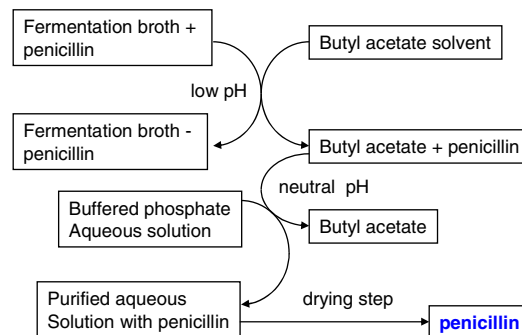 Fermentation broth +
penicillin
Butyl acetate solvent
low pH
Fermentation broth -
penicillin
Butyl acetate + penicillin
neutral pH
Buffered phosphate
Aqueous solution
Butyl acetate
Purified aqueous
Solution with penicillin
drying step
penicillin